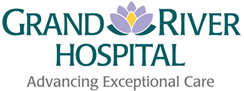 GRAND RIVER
HOSPITAL
Advancing Exceptional Care